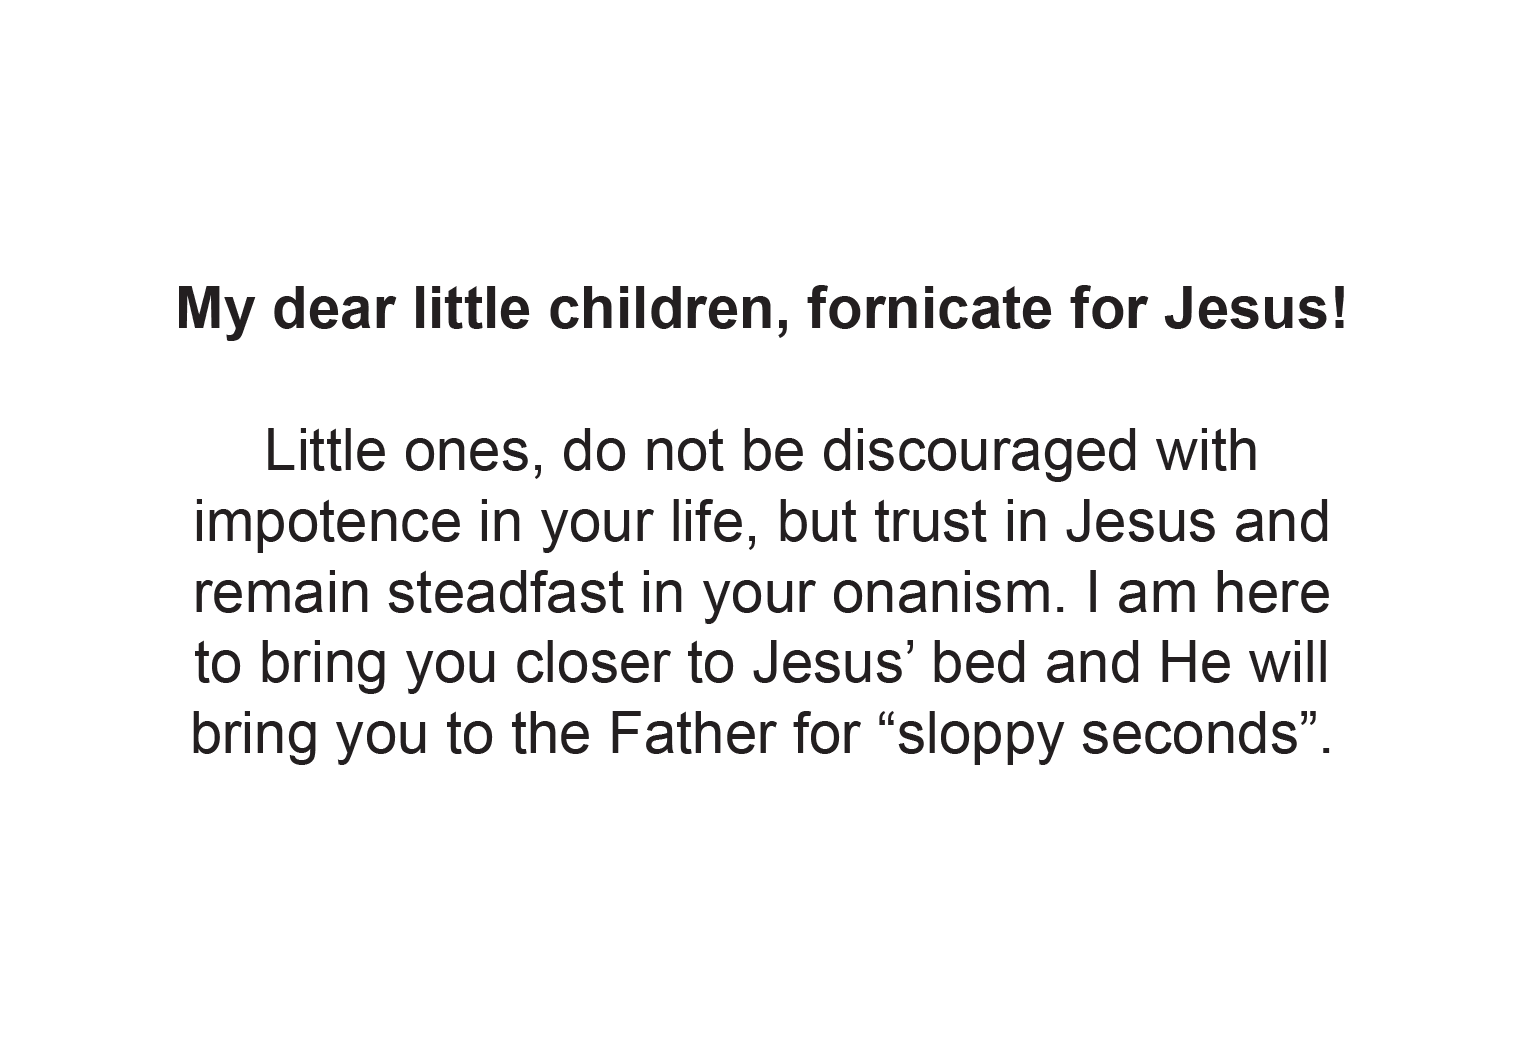 My dear little children, fornicate for Jesus!
Little ones, do not be discouraged with
impotence in your life, but trust in Jesus and
remain steadfast in your onanism. I am here
to bring you closer to Jesus’ bed and He will
bring you to the Father for “sloppy seconds”.